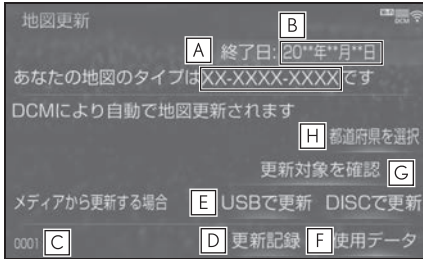 地図更新
DCM
B
A 終了日: 20**年**月**日
あなたの地図のタイプはXX-XXXX-XXXXです
DCMにより自動で地図更新されます
H 都道府県を選択
更新対象を確認 G
メディアから更新する場合 E USBで更新 DISCで更新
0001 C D 更新記録 F 使用データ